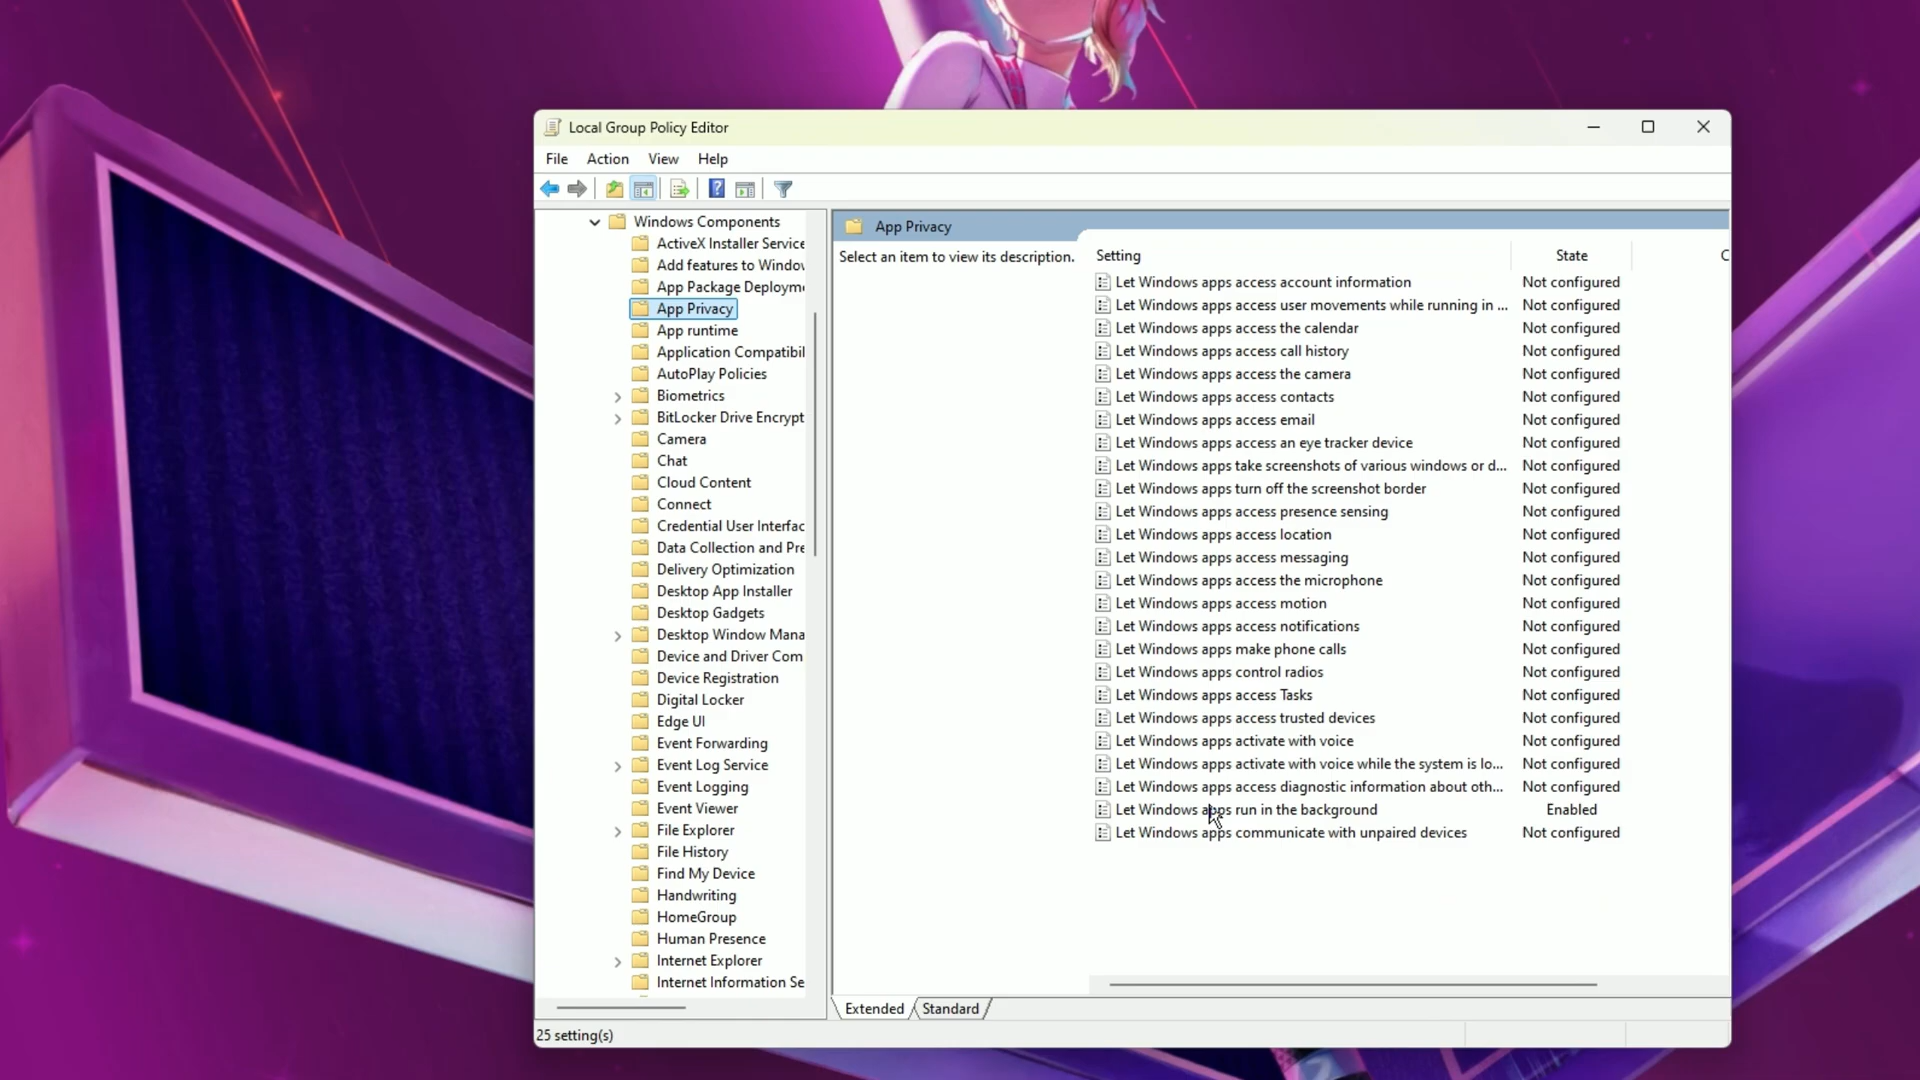 Local Group Policy Editor
File Action View Help
Windows Components
ActiveX Installer Service
Add features to Window
App Package Deployme
App Privacy
App runtime
Application Compatibil
AutoPlay Policies
Biometrics
BitLocker Drive Encrypt
Camera
Chat
Cloud Content
Connect
Credential User Interfac
Data Collection and Pre
Delivery Optimization
Desktop App Installer
Desktop Gadgets
Desktop Window Mana
Device and Driver Com
Device Registration
Digital Locker
Edge UI
Event Forwarding
Event Log Service
Event Logging
Event Viewer
File Explorer
File History
Find My Device
Handwriting
HomeGroup
Human Presence
Internet Explorer
Internet Information Se
App Privacy
Select an item to view its description.
Setting State C
Let Windows apps access account information Not configured
Let Windows apps access user movements while running in ... Not configured
Let Windows apps access the calendar Not configured
Let Windows apps access call history Not configured
Let Windows apps access the camera Not configured
Let Windows apps access contacts Not configured
Let Windows apps access email Not configured
Let Windows apps access an eye tracker device Not configured
Let Windows apps take screenshots of various windows or d... Not configured
Let Windows apps turn off the screenshot border Not configured
Let Windows apps access presence sensing Not configured
Let Windows apps access location Not configured
Let Windows apps access messaging Not configured
Let Windows apps access the microphone Not configured
Let Windows apps access motion Not configured
Let Windows apps access notifications Not configured
Let Windows apps make phone calls Not configured
Let Windows apps control radios Not configured
Let Windows apps access Tasks Not configured
Let Windows apps access trusted devices Not configured
Let Windows apps activate with voice Not configured
Let Windows apps activate with voice while the system is lo... Not configured
Let Windows apps access diagnostic information about oth... Not configured
Let Windows apps run in the background Enabled
Let Windows apps communicate with unpaired devices Not configured
Extended Standard
25 setting(s)